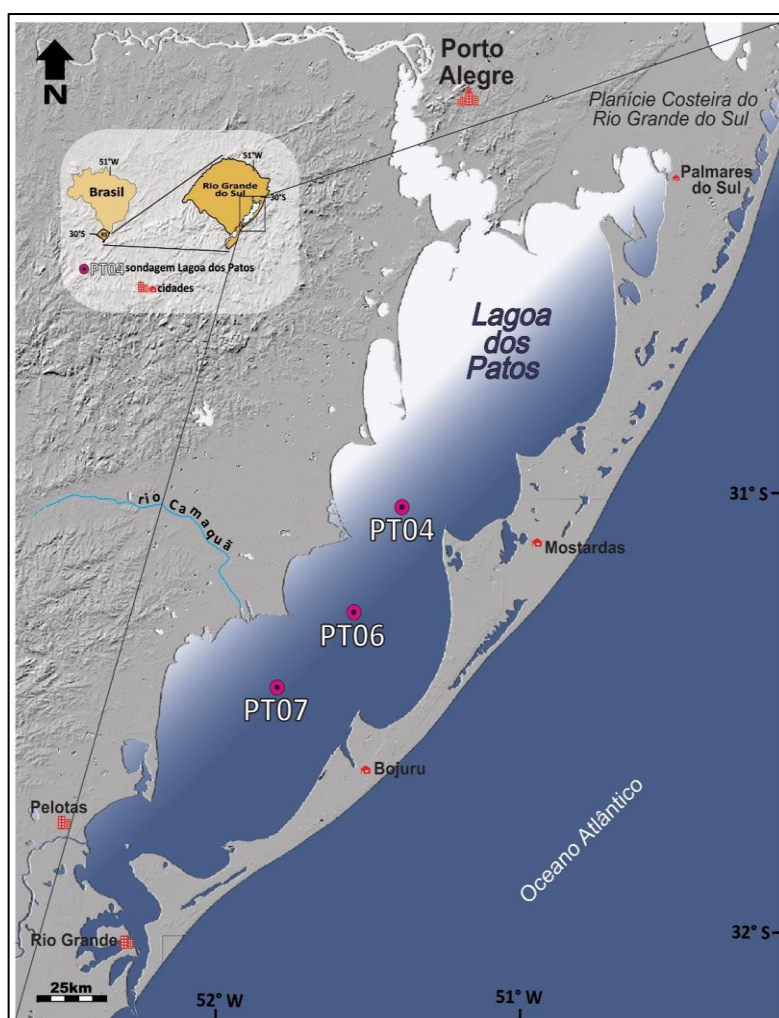 N
Porto
Alegre
Planície Costeira do
Rio Grande do Sul
Palmares
do Sul
51°W
51°W
Brasil
Rio Grande
do Sul
30°S
30°S
RS
PT04 sondagem Lagoa dos Patos
cidades
Lagoa
dos
Patos
31° S
rio Camaquã
PT04
Mostardas
PT06
PT07
Bojuru
Pelotas
Oceano Atlântico
Rio Grande
32° S
25km
52° W
51° W